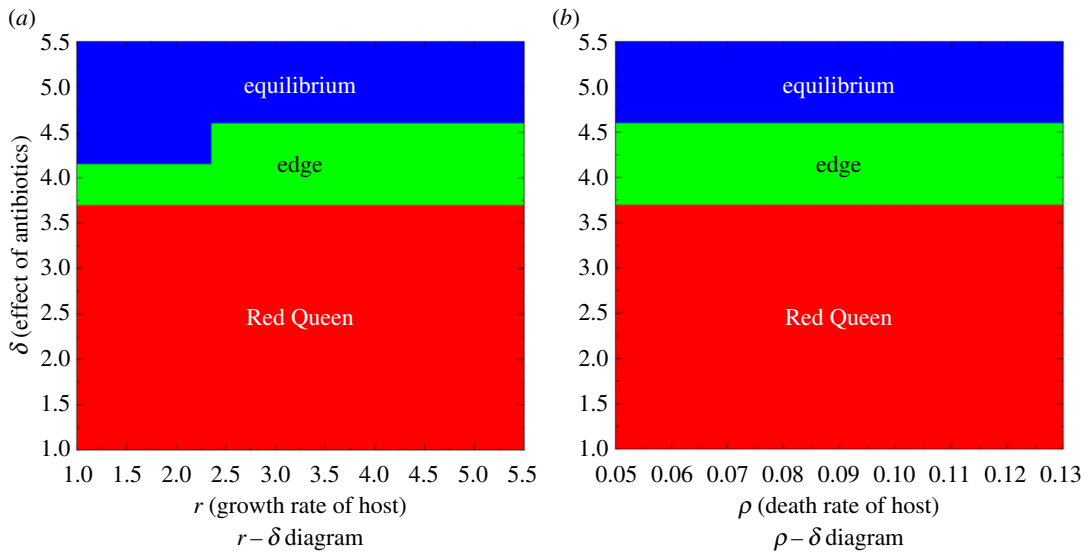 (a)
5.5
5.0
4.5
4.0
3.5
3.0
2.5
2.0
1.5
1.0
δ (effect of antibiotics)
equilibrium
edge
Red Queen
1.0 1.5 2.0 2.5 3.0 3.5 4.0 4.5 5.0 5.5
r (growth rate of host)
r – δ diagram
(b)
5.5
5.0
4.5
4.0
3.5
3.0
2.5
2.0
1.5
1.0
equilibrium
edge
Red Queen
0.05 0.06 0.07 0.08 0.09 0.10 0.11 0.12 0.13
ρ (death rate of host)
ρ – δ diagram